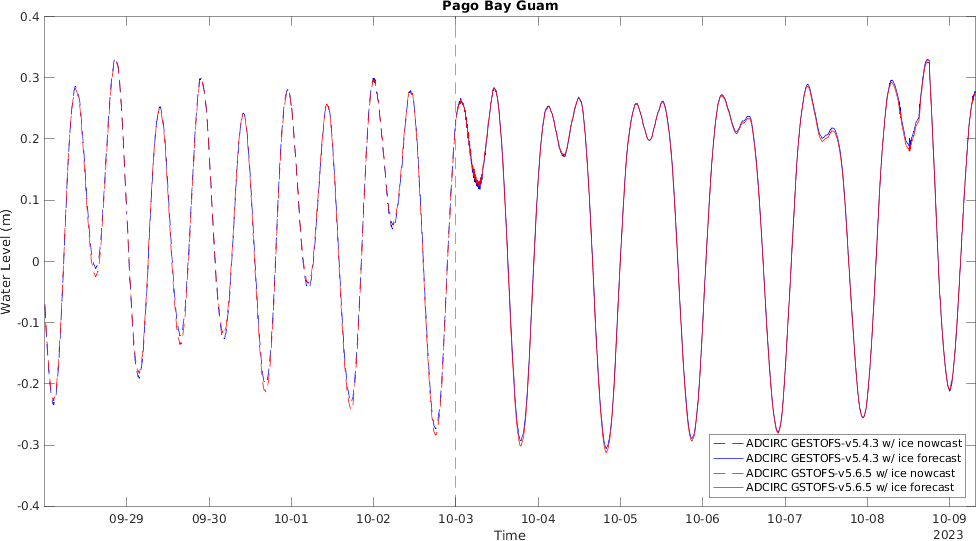 Pago Bay Guam
0.4
0.3
0.2
0.1
0
-0.1
-0.2
-0.3
-0.4
Water Level (m)
ADCIRC GESTOFS-v5.4.3 w/ ice nowcast
ADCIRC GESTOFS-v5.4.3 w/ ice forecast
ADCIRC GSTOFS-v5.6.5 w/ ice nowcast
ADCIRC GSTOFS-v5.6.5 w/ ice forecast
09-29 09-30 10-01 10-02 10-03 10-04 10-05 10-06 10-07 10-08 10-09
2023
Time